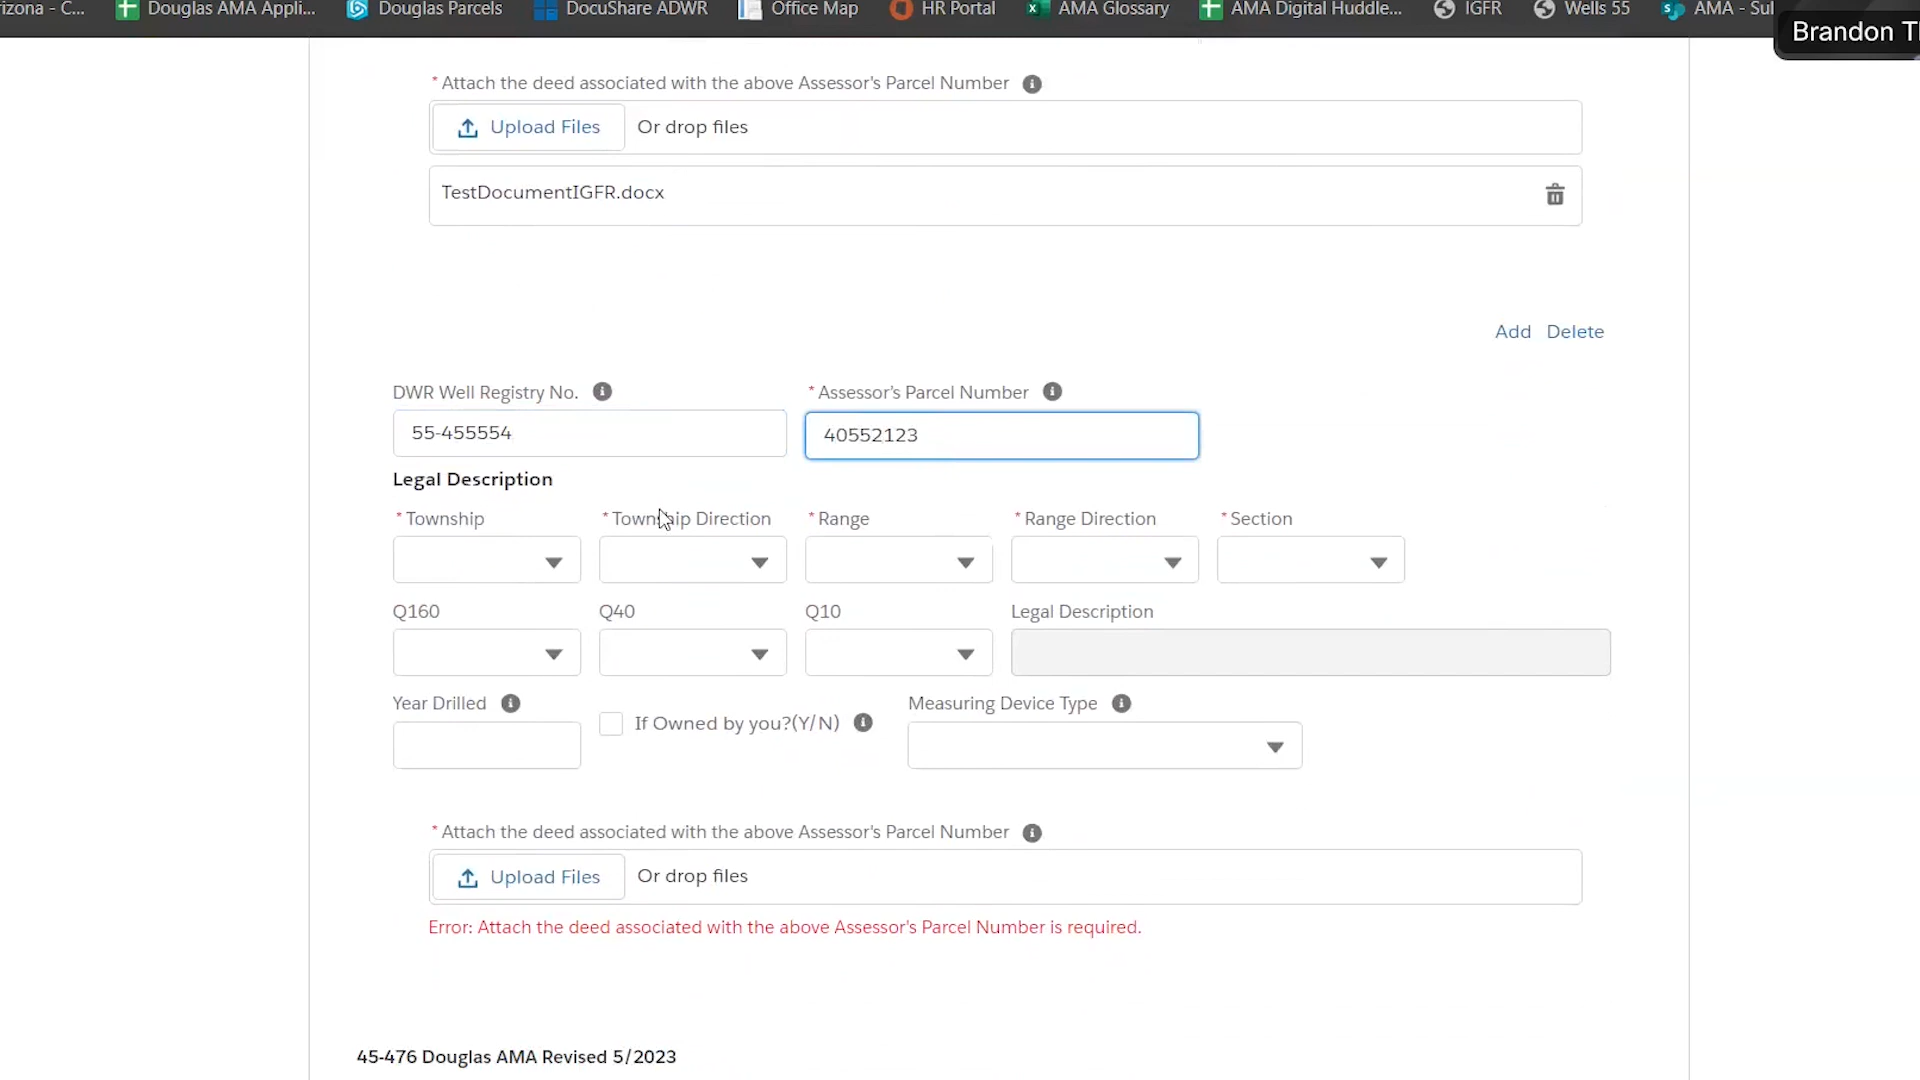 rizona - C... Douglas AMA Appli... Douglas Parcels DocuShare ADWR Office Map HR Portal AMA Glossary AMA Digital Huddle... IGFR Wells 55 AMA - Sul
Brandon T
* Attach the deed associated with the above Assessor's Parcel Number
Upload Files Or drop files
TestDocumentIGFR.docx
Add Delete
DWR Well Registry No. * Assessor's Parcel Number
55-455554 40552123
Legal Description
* Township * Township Direction * Range * Range Direction * Section
Q160 Q40 Q10 Legal Description
Year Drilled If Owned by you?(Y/N) Measuring Device Type
* Attach the deed associated with the above Assessor's Parcel Number
Upload Files Or drop files
Error: Attach the deed associated with the above Assessor's Parcel Number is required.
45-476 Douglas AMA Revised 5/2023